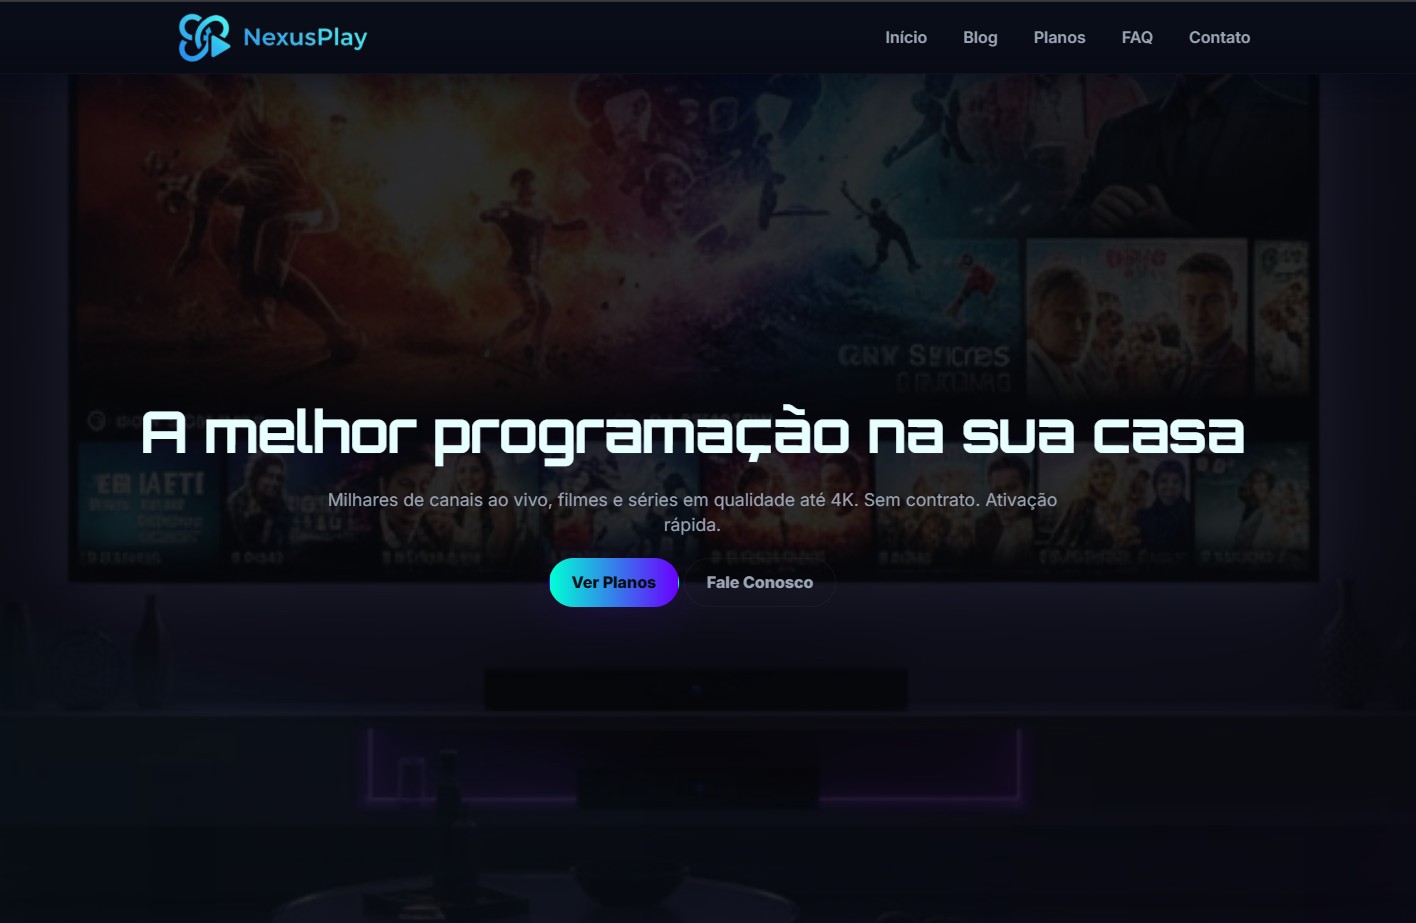 NexusPlay
Início Blog Planos FAQ Contato
A melhor programação na sua casa
Milhares de canais ao vivo, filmes e séries em qualidade até 4K. Sem contrato. Ativação
rápida.
Ver Planos Fale Conosco